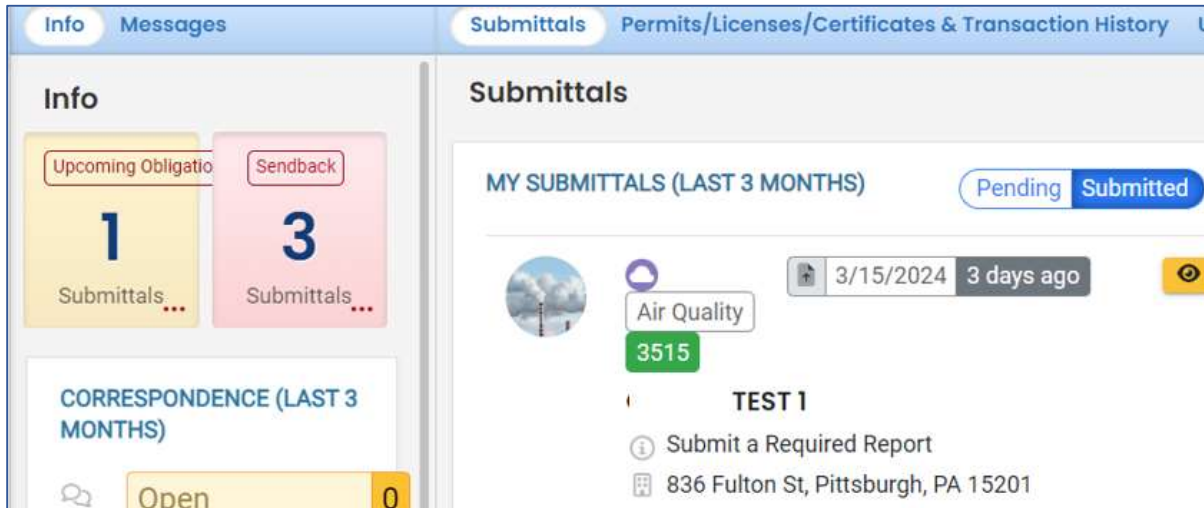 Info Messages
Submittals Permits/Licenses/Certificates & Transaction History
Info
Upcoming Obligatio Sendback
1 3
Submittals... Submittals...
CORRESPONDENCE (LAST 3
MONTHS)
Open 0
Submittals
MY SUBMITTALS (LAST 3 MONTHS) Pending Submitted
3/15/2024 3 days ago
Air Quality
3515
TEST 1
Submit a Required Report
836 Fulton St, Pittsburgh, PA 15201